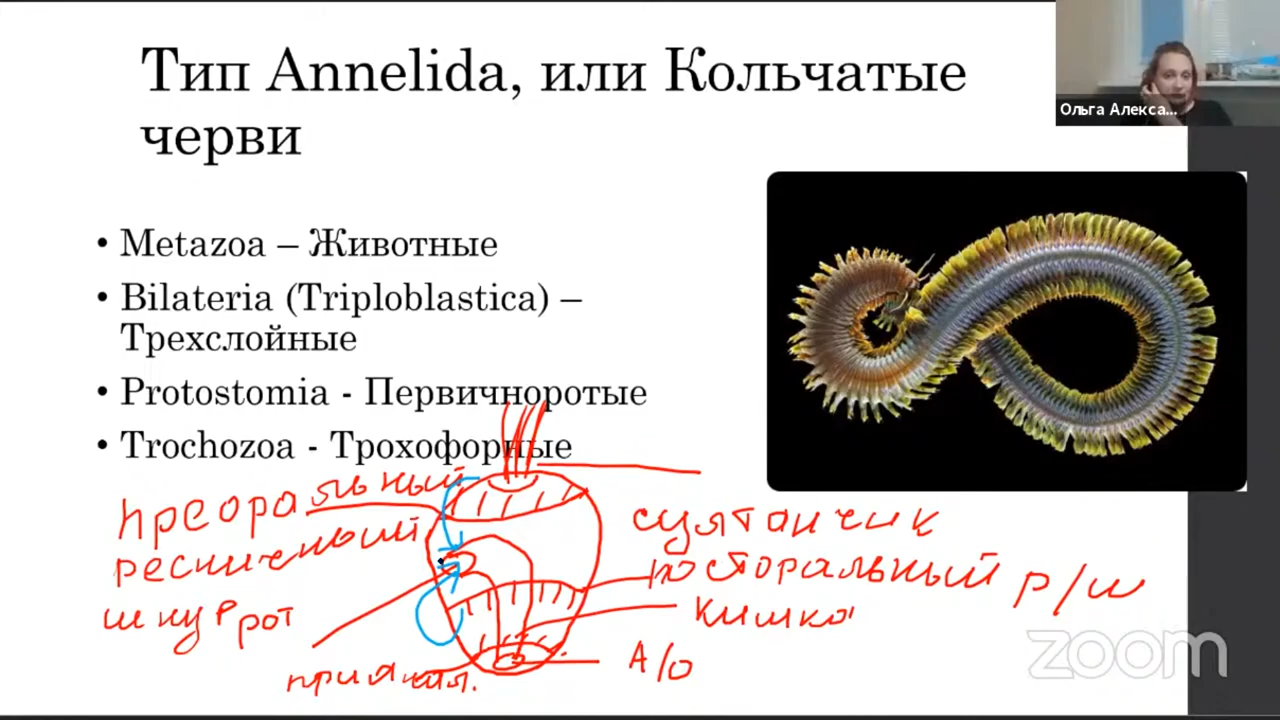 Тип Annelida, или Кольчатые
черви
Ольга Алекса...
• Metazoa – Животные
• Bilateria (Triploblastica) –
Трехслойные
• Protostomia - Первичноротые
• Trochozoa - Трохофорные
преоральный
ресничный
шнур
рот
султанчик
посторальный р/ш
кишка
А/О
прианал.
zoom